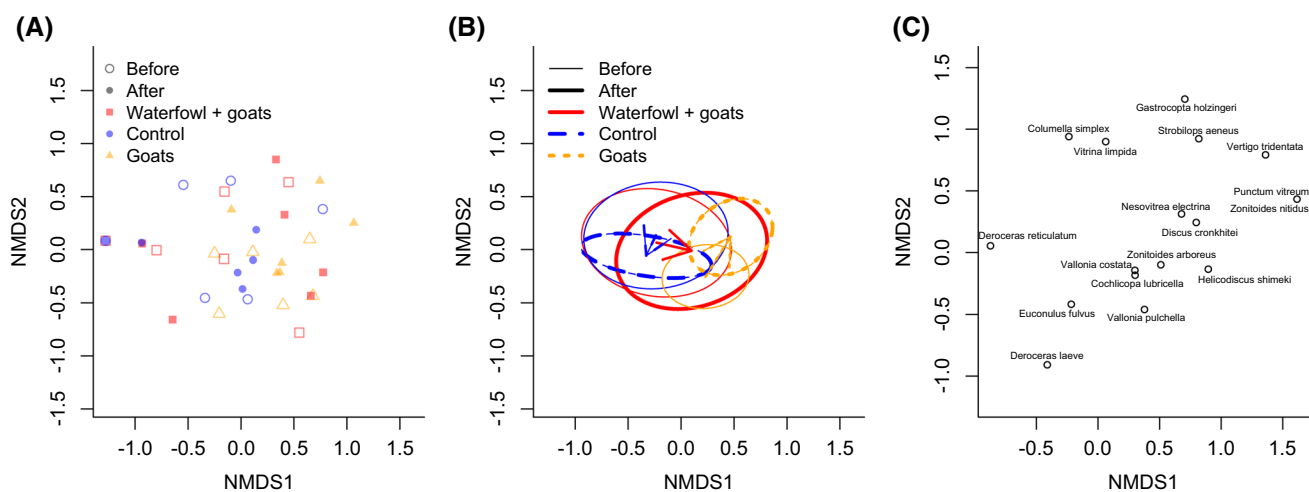 (A)
Before
After
Waterfowl + goats
Control
Goats
NMDS2
1.5
1.0
0.5
0.0
-0.5
-1.0
-1.5
-1.0 -0.5 0.0 0.5 1.0 1.5
NMDS1
(B)
Before
After
Waterfowl + goats
Control
Goats
NMDS2
1.5
1.0
0.5
0.0
-0.5
-1.0
-1.5
-1.0 -0.5 0.0 0.5 1.0 1.5
NMDS1
(C)
Gastrocopta holzingeri
Columella simplex
Strobilops aeneus
Vitrina limpida
Vertigo tridentata
Punctum vitreum
Nesovitrea electrina
Zonitoides nitidus
Discus cronkhitei
Deroceras reticulatum
Zonitoides arboreus
Vallonia costata
Cochlicopa lubricella
Helicodiscus shimeki
Euconulus fulvus
Vallonia pulchella
Deroceras laeve
NMDS2
1.5
1.0
0.5
0.0
-0.5
-1.0
-0.5 0.0 0.5 1.0 1.5
NMDS1